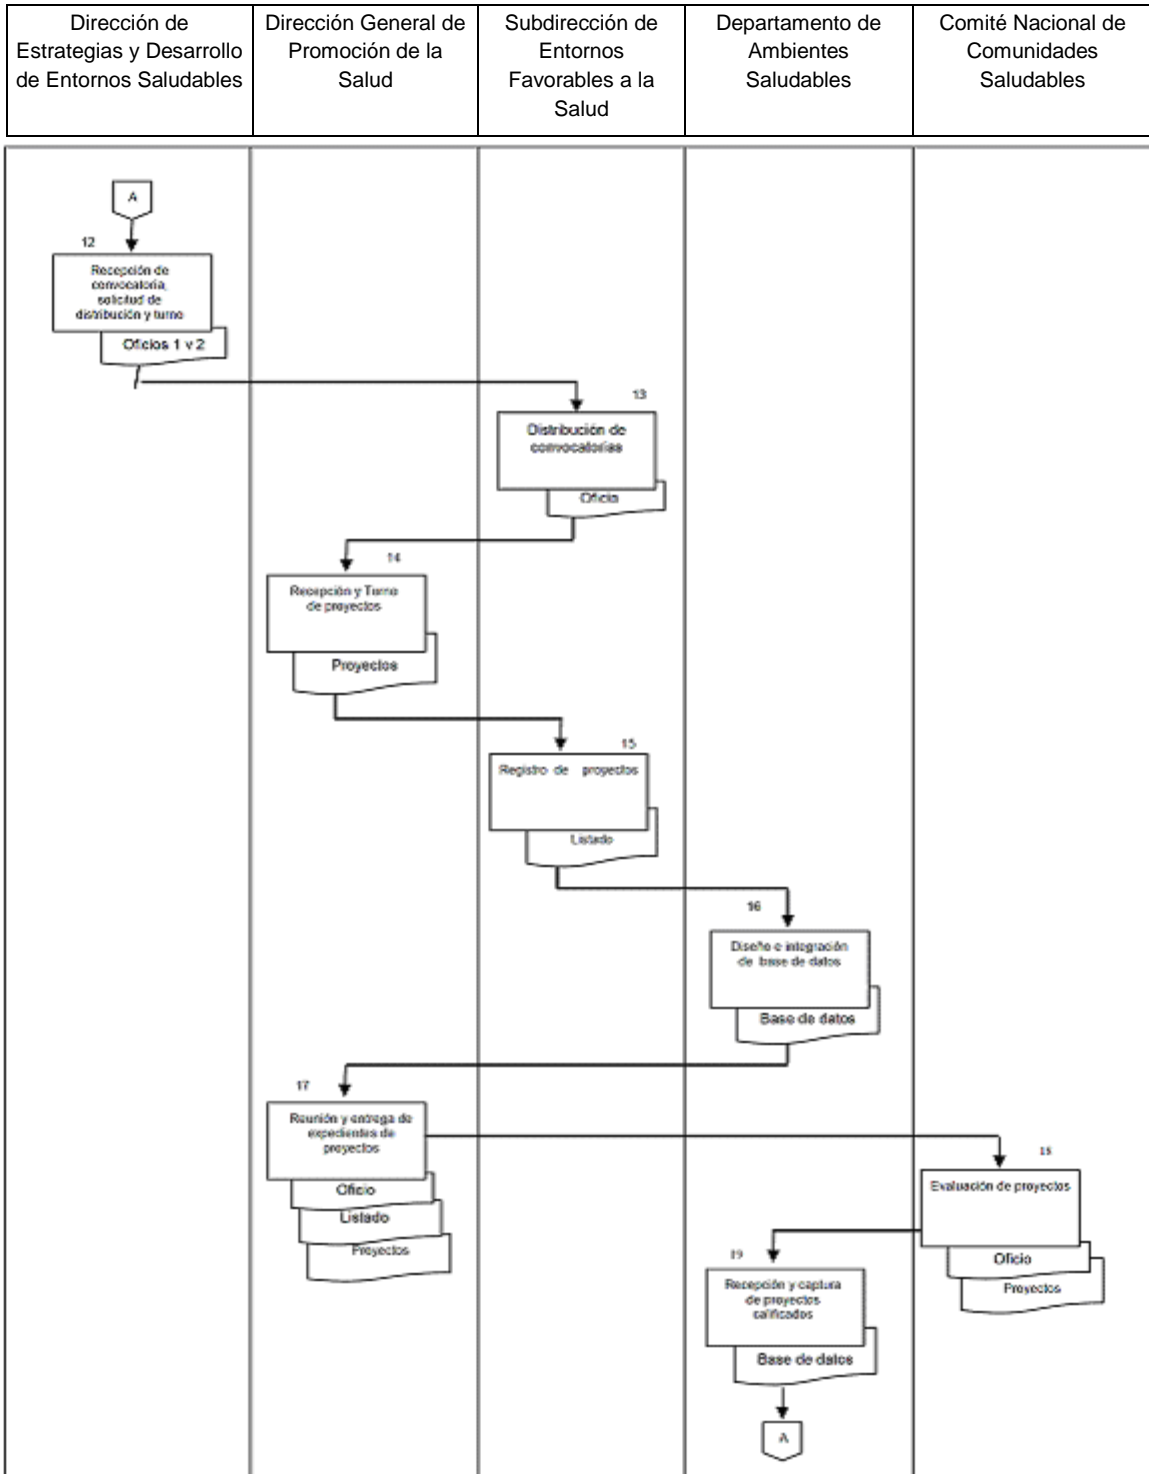 Dirección de
Estrategias y Desarrollo
de Entornos Saludables
Dirección General de
Promoción de la
Salud
Subdirección de
Entornos
Favorables a la
Salud
Departamento de
Ambientes
Saludables
Comité Nacional de
Comunidades
Saludables
A
12
Recepción de
convocatoria,
solicitud de
distribución y turno
Oficios 1 y 2
13
Distribución de
convocatorias
Oficio
14
Recepción y Turno
de proyectos
Proyectos
15
Registro de proyectos
Listado
16
Diseño e integración
de base de datos
Base de datos
17
Reunión y entrega de
expedientes de
proyectos
Oficio
Listado
Proyectos
18
Evaluación de proyectos
Oficio
Proyectos
19
Recepción y captura
de proyectos
calificados
Base de datos
A